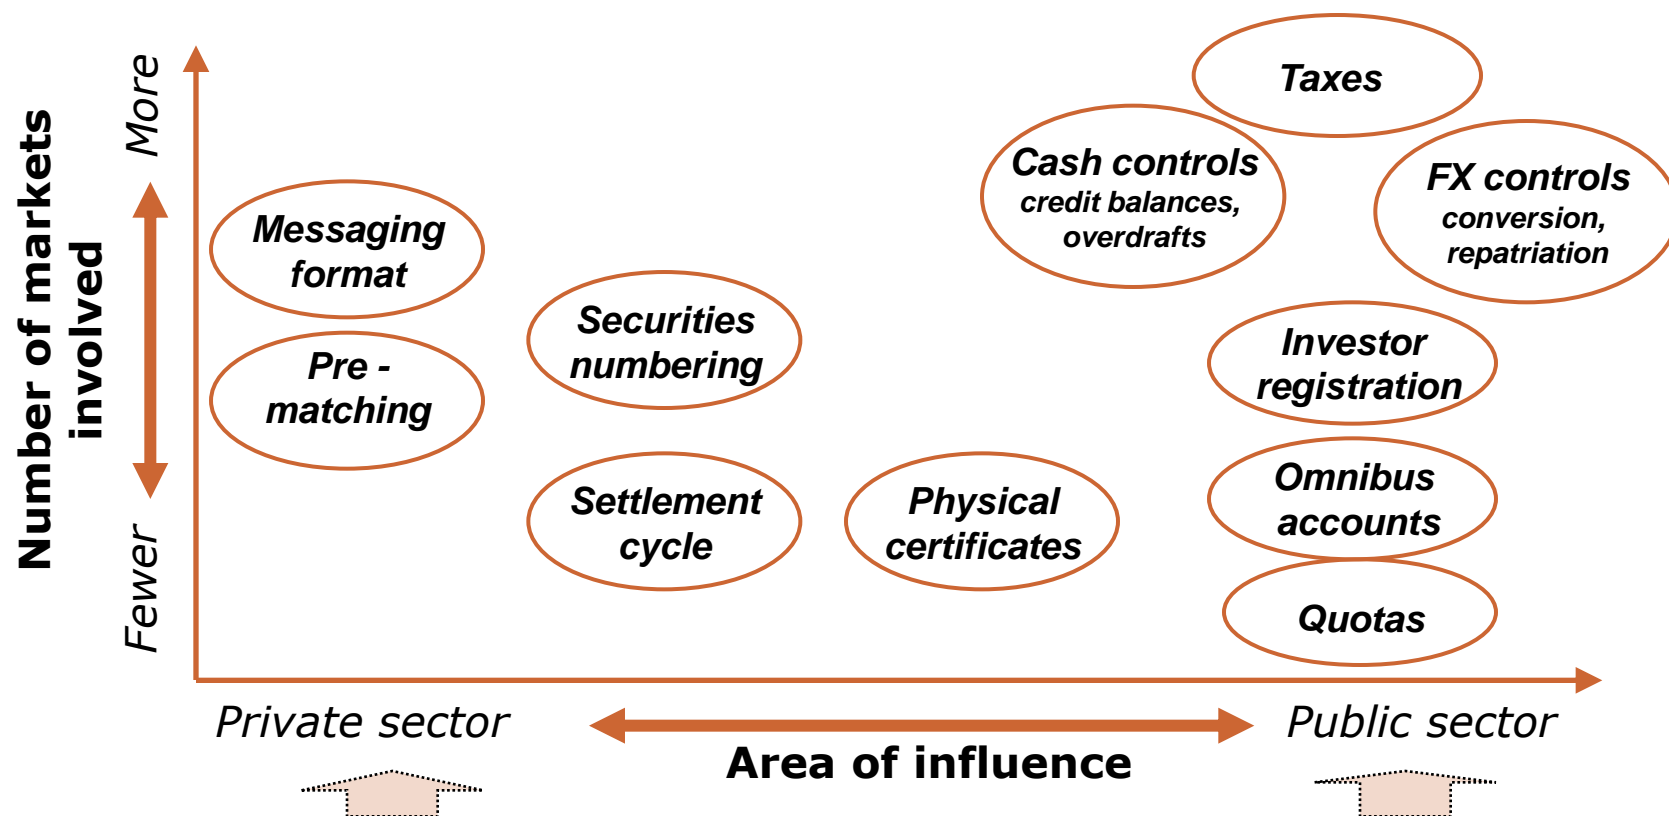 Number of markets
involved
More
Fewer
Taxes
Cash controls
credit balances,
overdrafts
FX controls
conversion,
repatriation
Messaging
format
Securities
numbering
Investor
registration
Pre -
matching
Settlement
cycle
Physical
certificates
Omnibus
accounts
Quotas
Private sector
Public sector
Area of influence